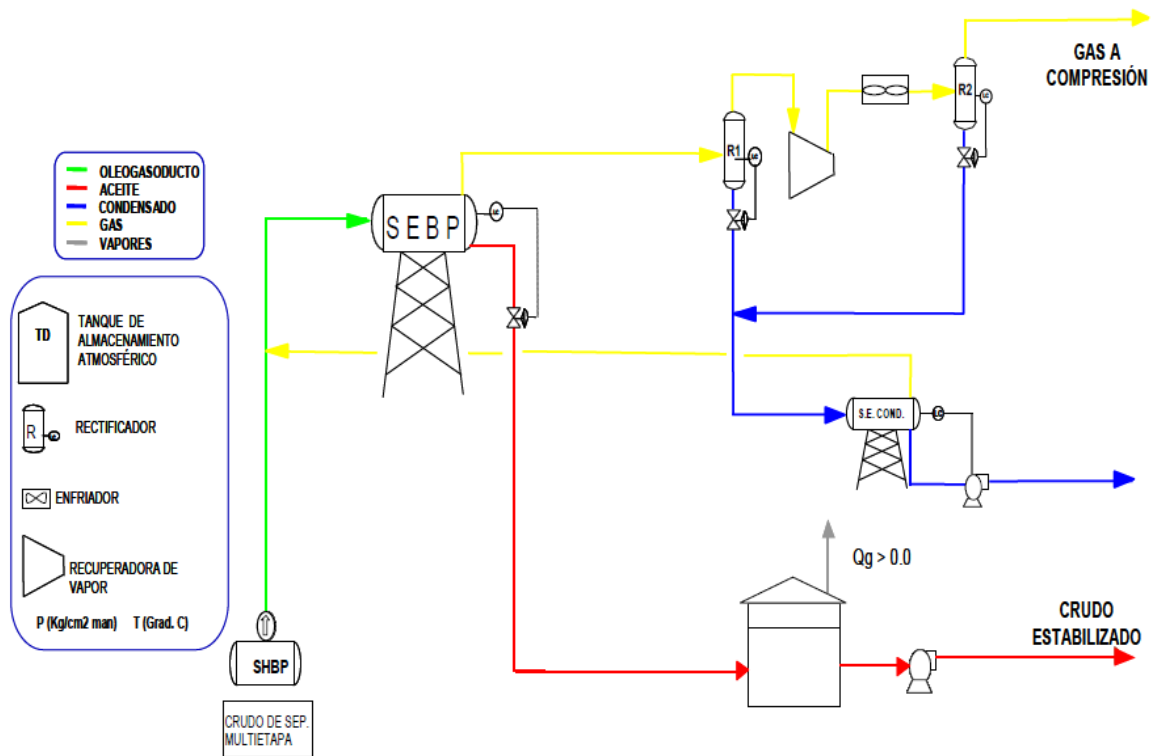 GAS A
COMPRESIÓN
R2
R1
OLEOGASODUCTO
ACEITE
CONDENSADO
GAS
VAPORES
SEBP
TD
TANQUE DE
ALMACENAMIENTO
ATMOSFÉRICO
R
RECTIFICADOR
ENFRIADOR
RECUPERADORA DE
VAPOR
P (Kg/cm2 man) T (Grad. C)
S.E. COND.
LC
Qg > 0.0
CRUDO
ESTABILIZADO
SHBP
CRUDO DE SEP.
MULTIETAPA